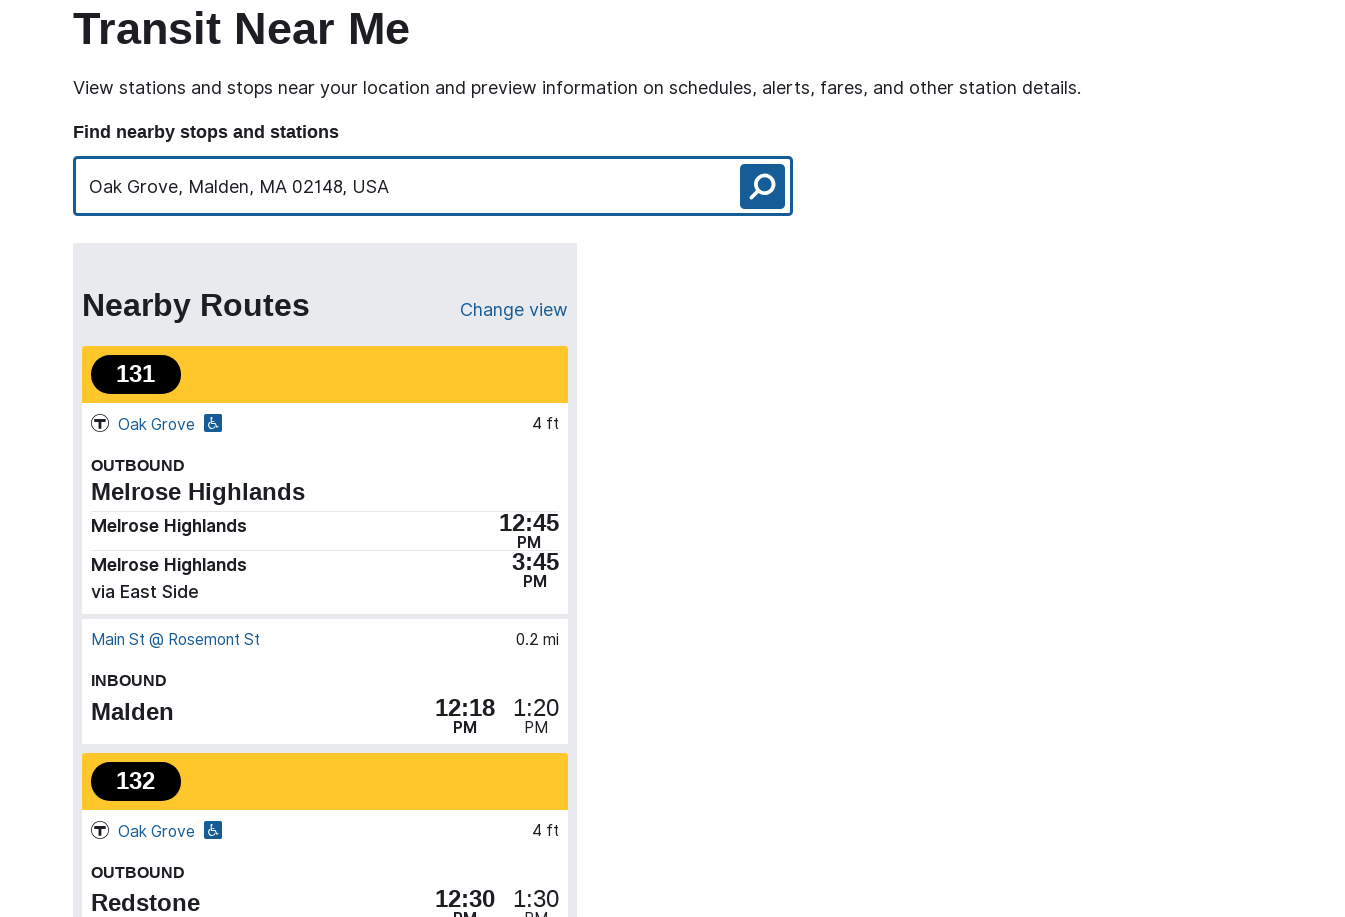 Transit Near Me
View stations and stops near your location and preview information on schedules, alerts, fares, and other station details.
Find nearby stops and stations
Oak Grove, Malden, MA 02148, USA
Nearby Routes
Change view
131
T Oak Grove 4 ft
OUTBOUND
Melrose Highlands
Melrose Highlands 12:45
PM
Melrose Highlands 3:45
PM
via East Side
Main St @ Rosemont St 0.2 mi
INBOUND
Malden 12:18 1:20
PM PM
132
T Oak Grove 4 ft
OUTBOUND
Redstone 12:30 1:30
PM PM